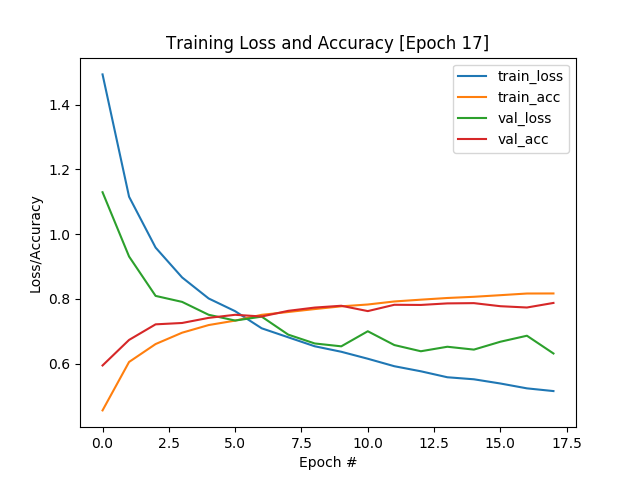 Training Loss and Accuracy [Epoch 17]
train_loss
train_acc
val_loss
val_acc
Loss/Accuracy
1.4
1.2
1.0
0.8
0.6
0.0
2.5
5.0
7.5
10.0
12.5
15.0
17.5
Epoch #